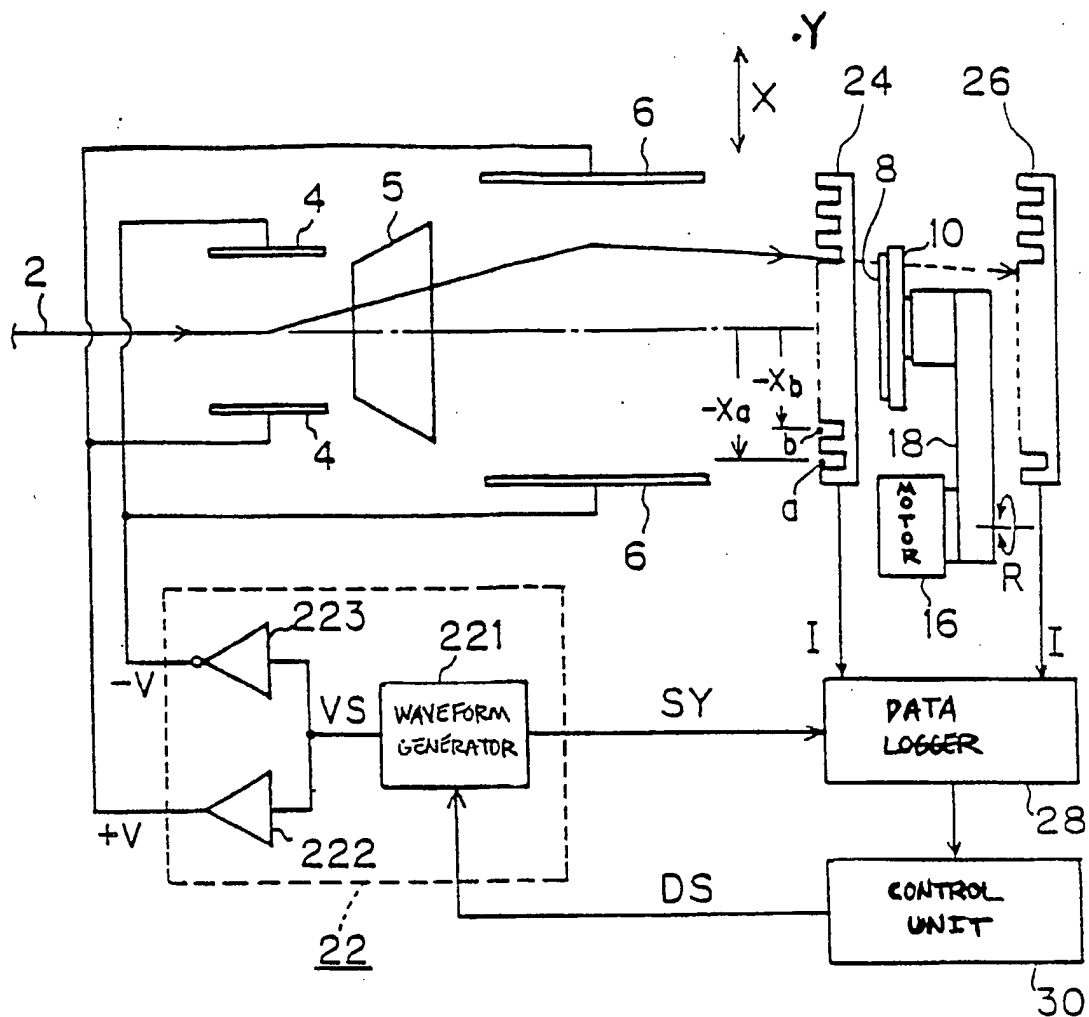 .Y
X
24
26
6
8
4
5
10
2
-Xb
-Xa
b
18
a
4
6
MOTOR
R
16
223
221
I
I
-V
VS
WAVEFORM
GENERATOR
SY
DATA
LOGGER
+V
222
28
DS
CONTROL
UNIT
22
30